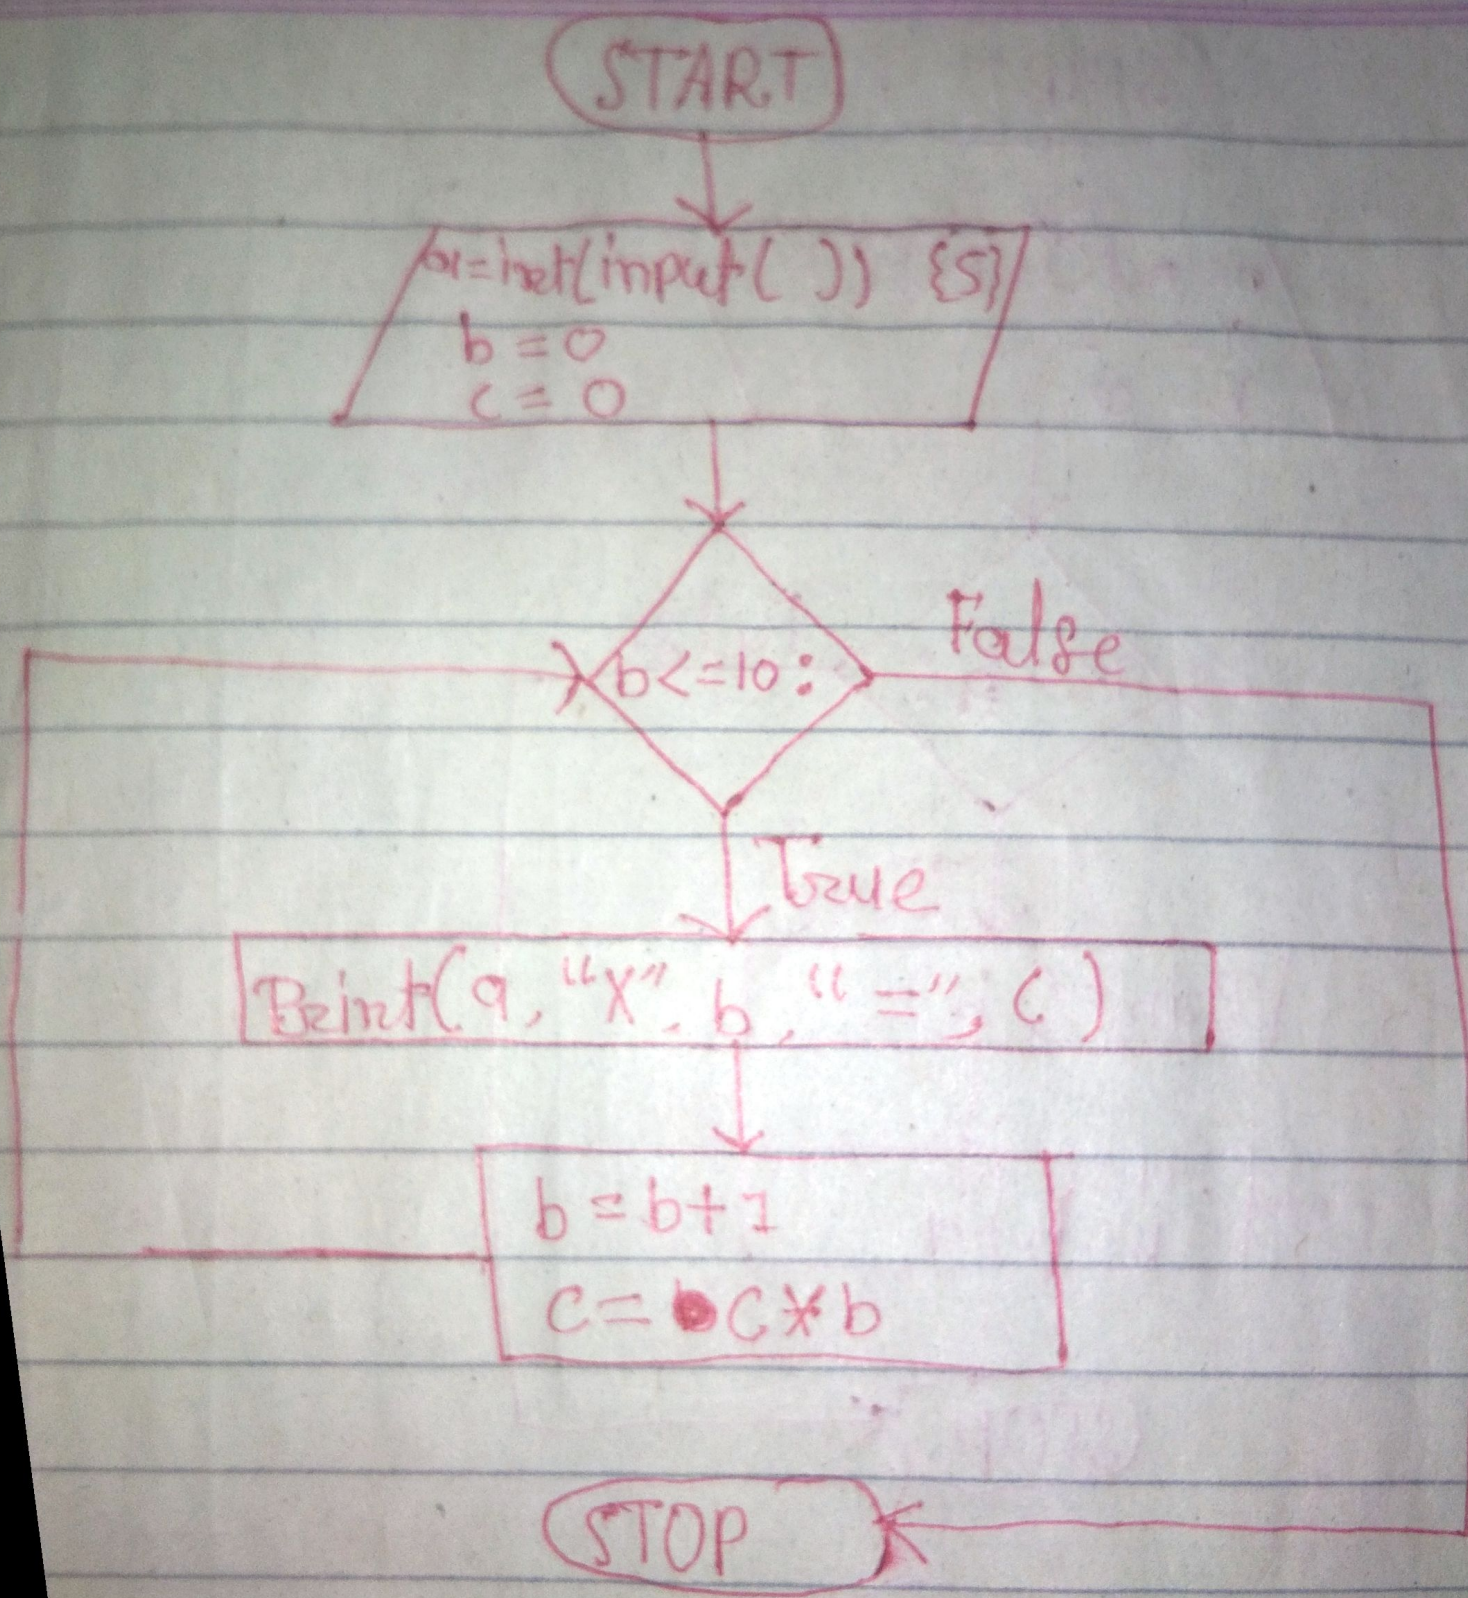 START
a=int(input( )) {5}
b = 0
c = 0
b<=10:
False
True
Print(a, "X", b, "=", c)
b = b+1
c = c*b
STOP